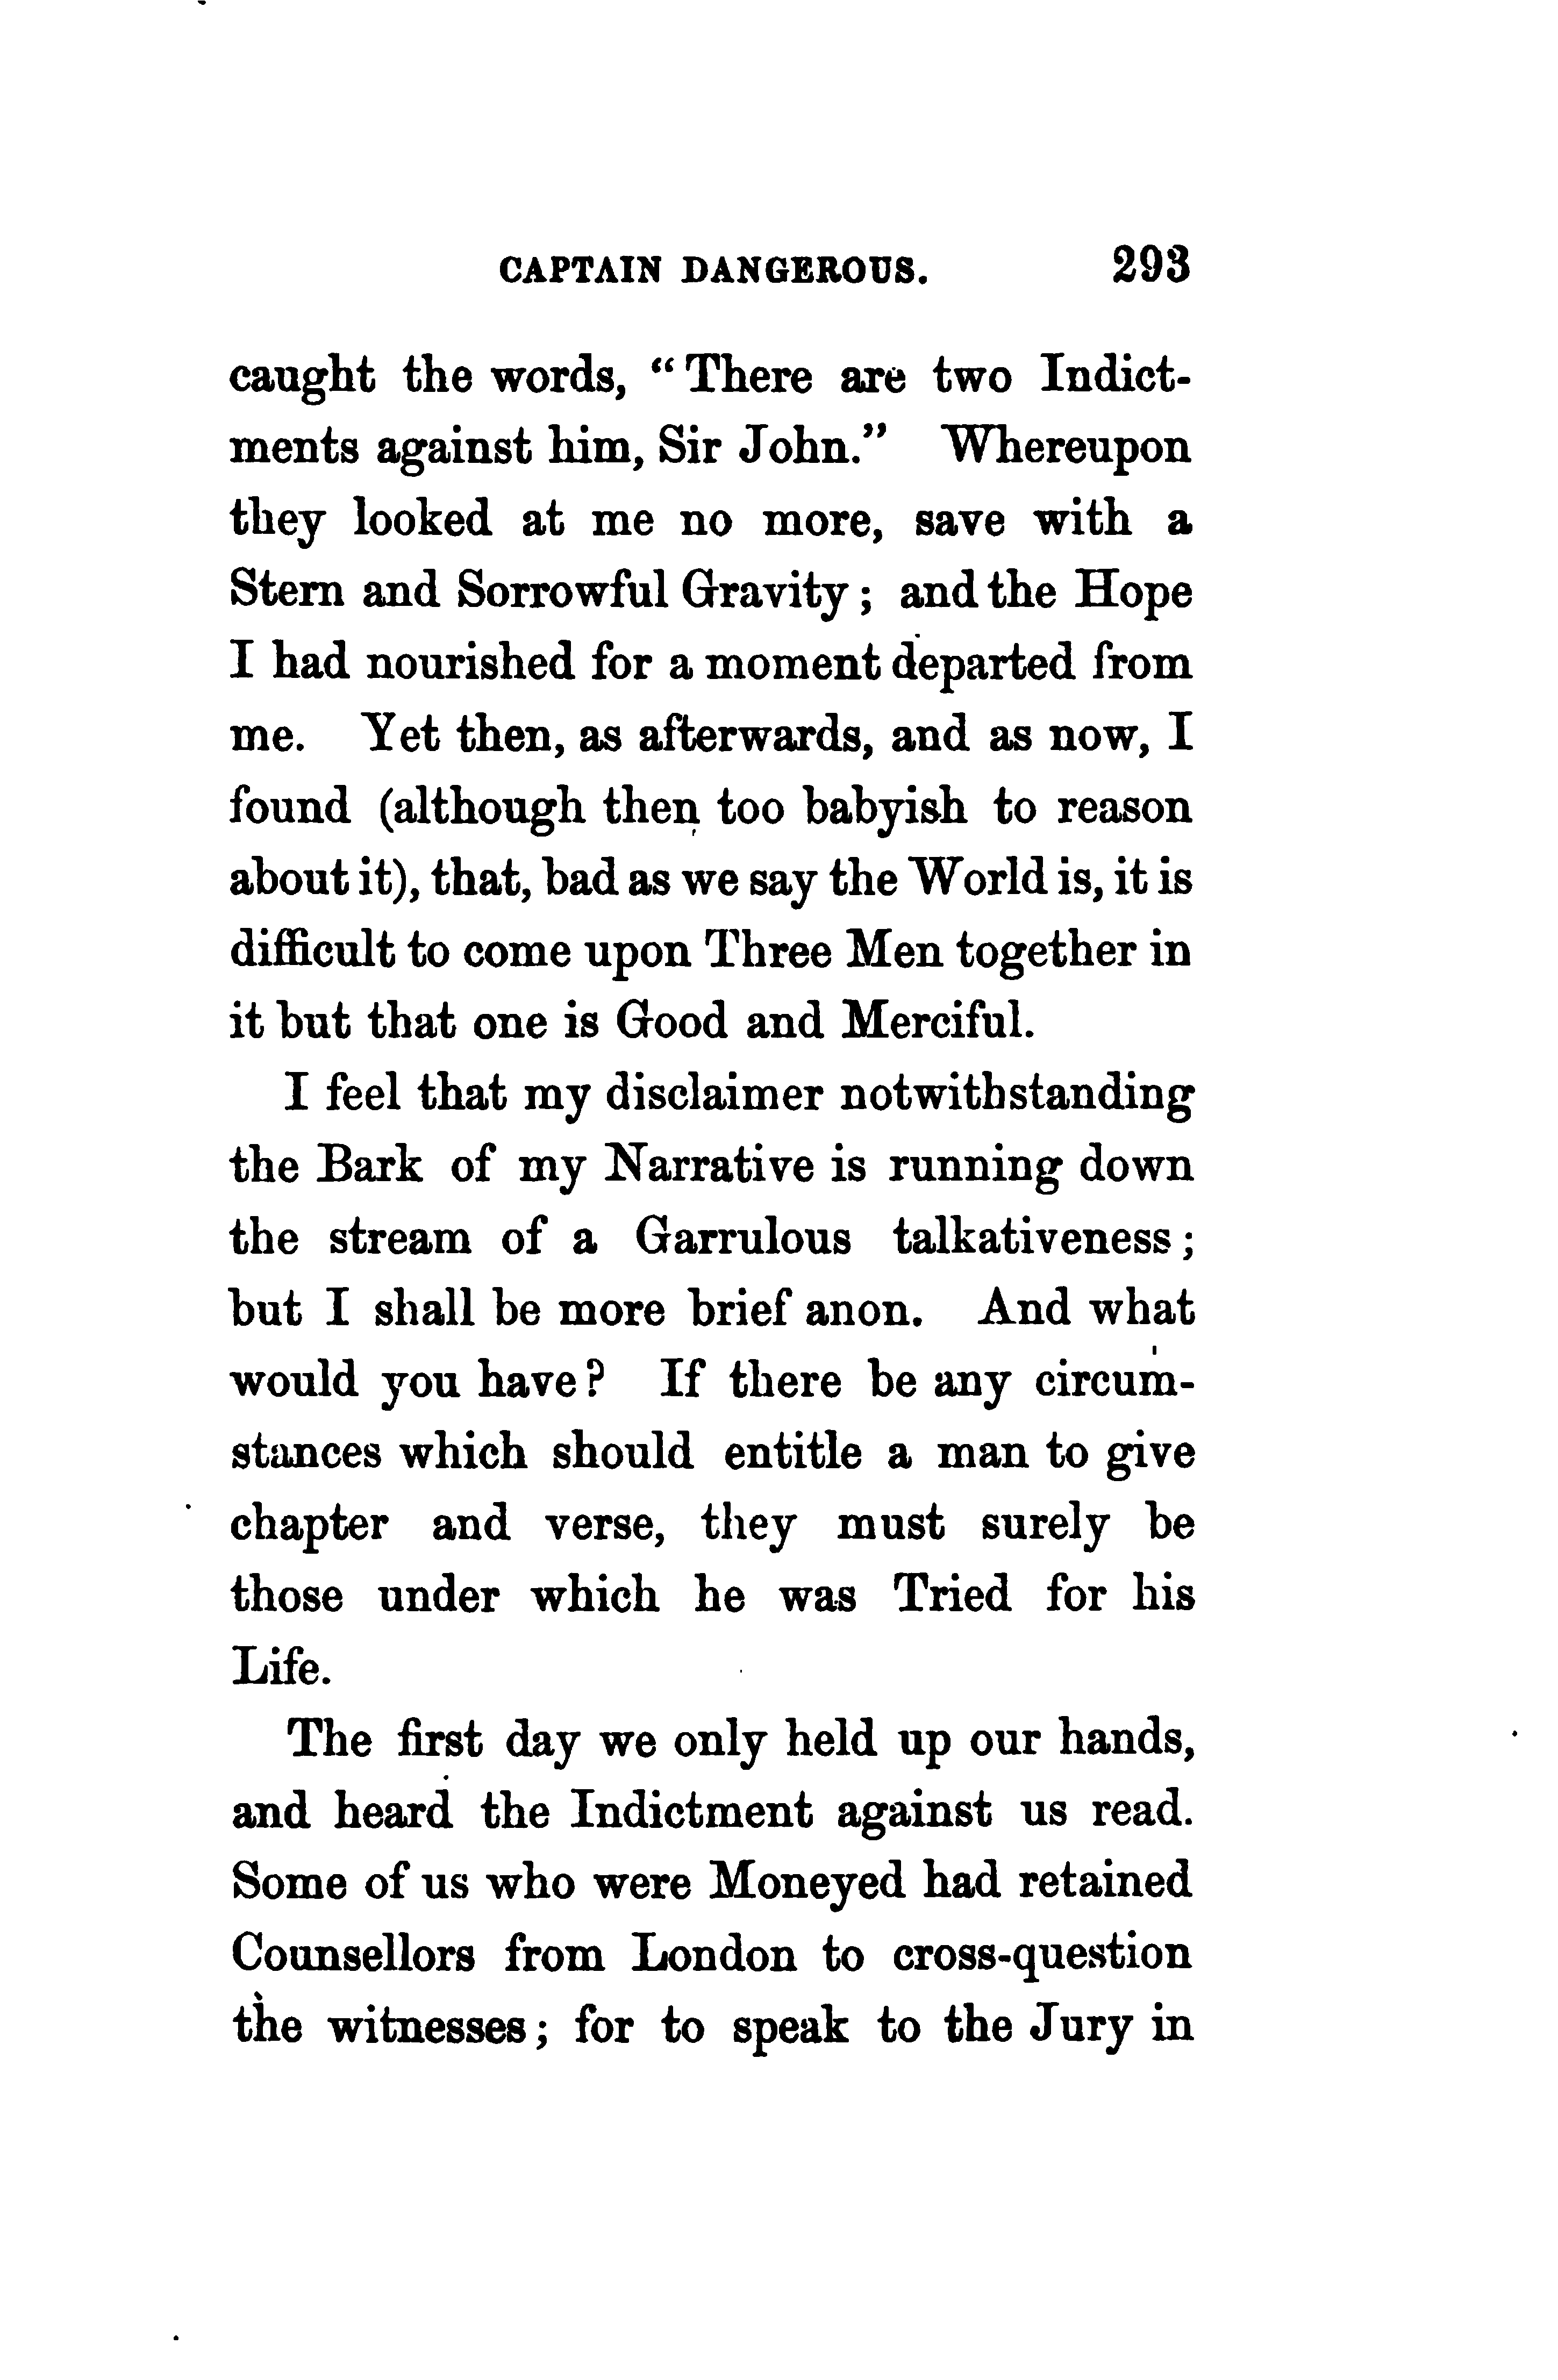 CAPTAIN DANGEROUS. 293
caught the words, “There are two Indict-
ments against him, Sir John.” Whereupon
they looked at me no more, save with a
Stern and Sorrowful Gravity; and the Hope
I had nourished for a moment departed from
me. Yet then, as afterwards, and as now, I
found (although then too babyish to reason
about it), that, bad as we say the World is, it is
difficult to come upon Three Men together in
it but that one is Good and Merciful.
I feel that my disclaimer notwithstanding
the Bark of my Narrative is running down
the stream of a Garrulous talkativeness;
but I shall be more brief anon. And what
would you have? If there be any circum-
stances which should entitle a man to give
chapter and verse, they must surely be
those under which he was Tried for his
Life.
The first day we only held up our hands,
and heard the Indictment against us read.
Some of us who were Moneyed had retained
Counsellors from London to cross-question
the witnesses; for to speak to the Jury in